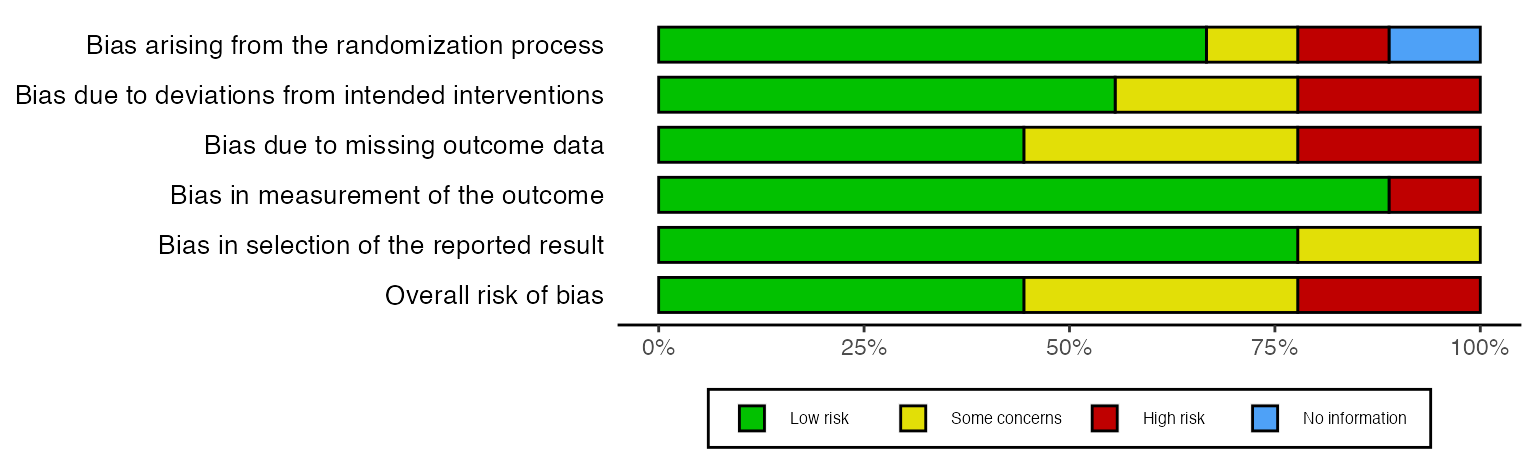 Bias arising from the randomization process
Bias due to deviations from intended interventions
Bias due to missing outcome data
Bias in measurement of the outcome
Bias in selection of the reported result
Overall risk of bias
0% 25% 50% 75% 100%
Low risk Some concerns High risk No information